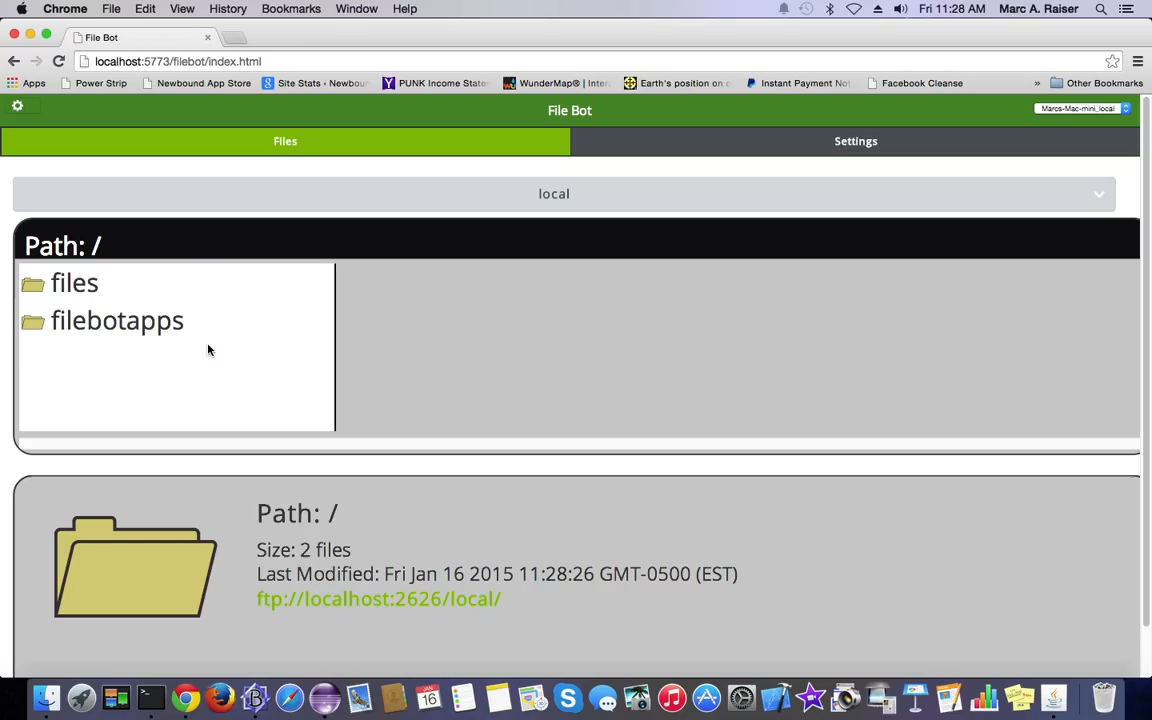 Chrome File Edit View History Bookmarks Window Help Fri 11:28 AM Marc A. Raiser
File Bot
localhost:5773/filebot/index.html
Apps Power Strip Newbound App Store Site Stats ‹ Newboun PUNK Income State WunderMap® | Inter Earth's position on c Instant Payment Not Facebook Cleanse » Other Bookmarks
File Bot Marcs-Mac-mini_local
Files Settings
local
Path: /
files
filebotapps
Path: /
Size: 2 files
Last Modified: Fri Jan 16 2015 11:28:26 GMT-0500 (EST)
ftp://localhost:2626/local/
JAN
16